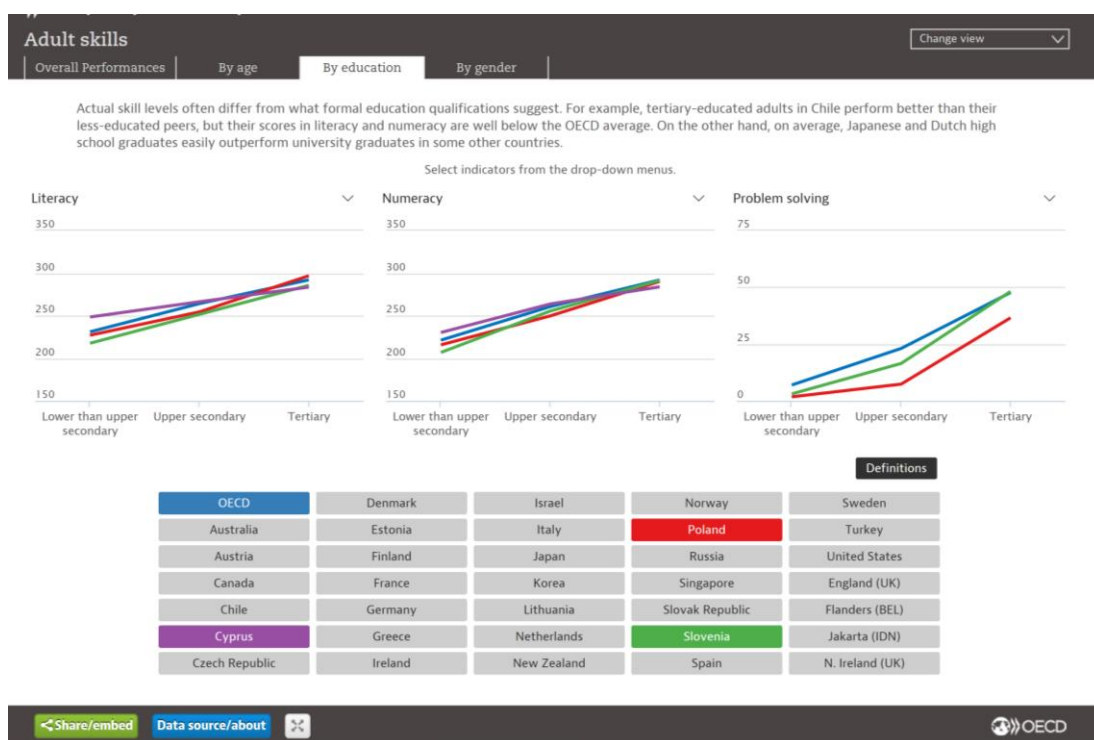 Adult skills
Change view
Overall Performances
By age
By education
By gender
Actual skill levels often differ from what formal education qualifications suggest. For example, tertiary-educated adults in Chile perform better than their
less-educated peers, but their scores in literacy and numeracy are well below the OECD average. On the other hand, on average, Japanese and Dutch high
school graduates easily outperform university graduates in some other countries.
Select indicators from the drop-down menus.
Literacy
350
300
250
200
150
Lower than upper
secondary
Upper secondary
Tertiary
Numeracy
350
300
250
200
150
Lower than upper
secondary
Upper secondary
Tertiary
Problem solving
75
50
25
0
Lower than upper
secondary
Upper secondary
Tertiary
Definitions
OECD Denmark Israel Norway Sweden
Australia Estonia Italy Poland Turkey
Austria Finland Japan Russia United States
Canada France Korea Singapore England (UK)
Chile Germany Lithuania Slovak Republic Flanders (BEL)
Cyprus Greece Netherlands Slovenia Jakarta (IDN)
Czech Republic Ireland New Zealand Spain N. Ireland (UK)
Share/embed
Data source/about
OECD